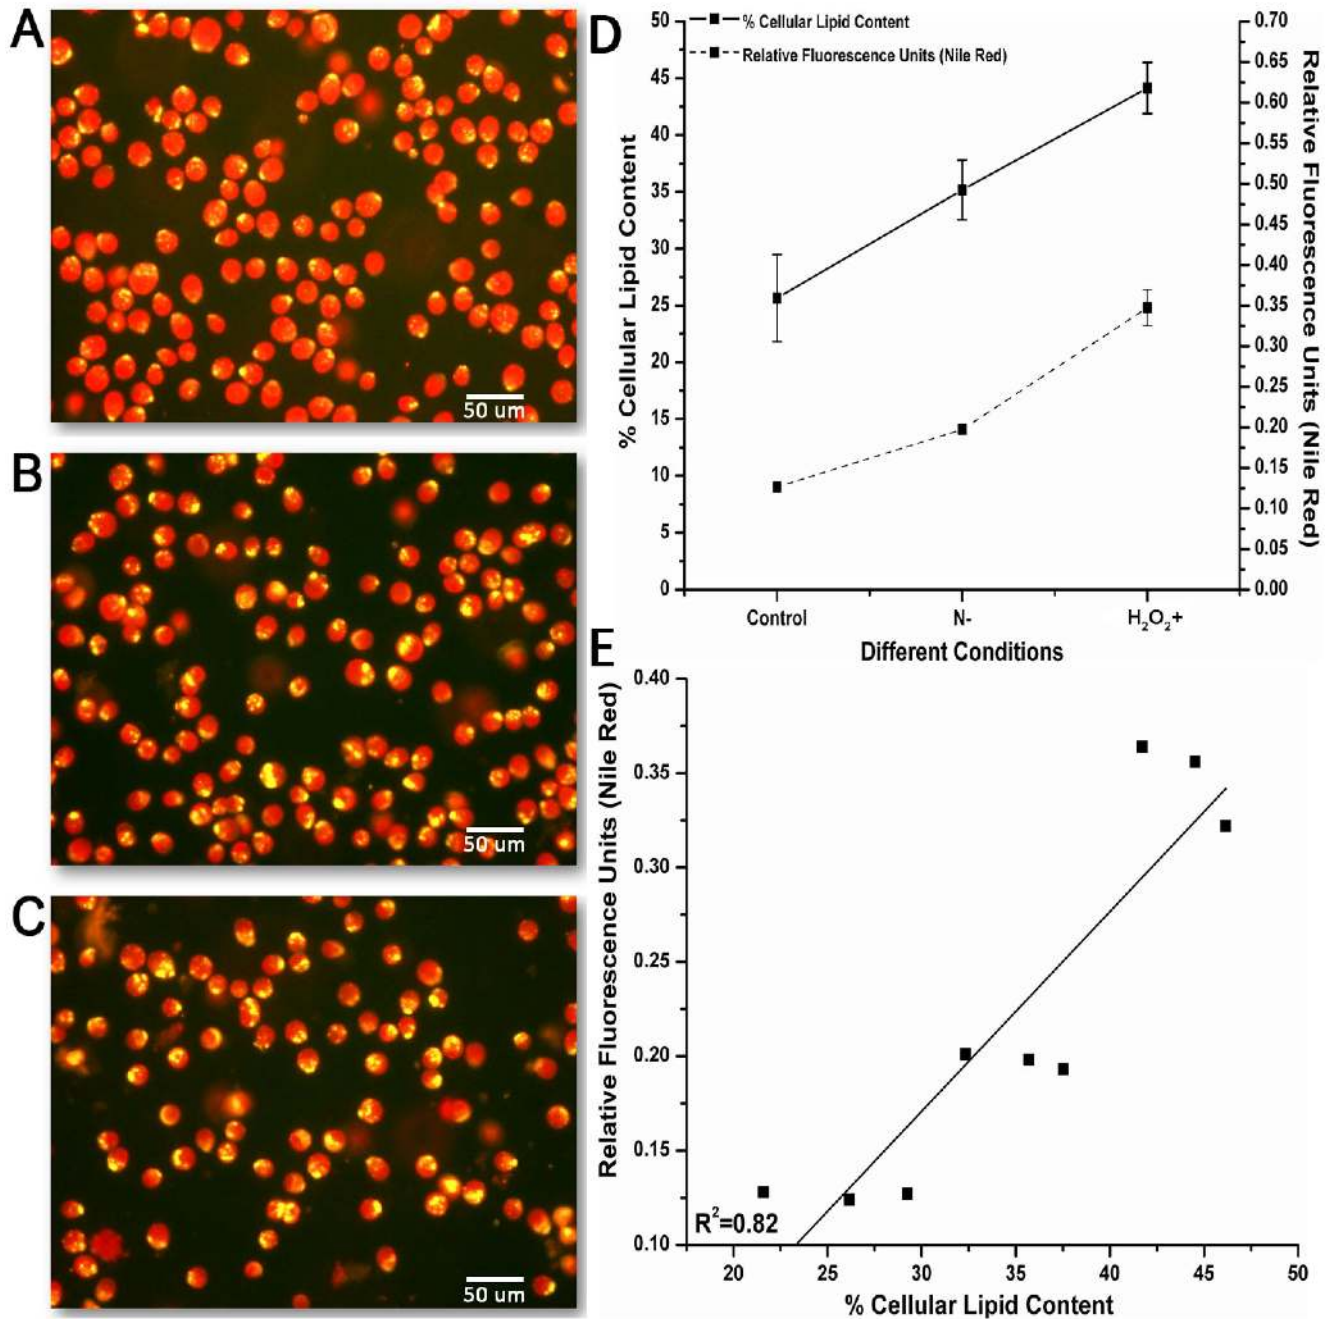 A
50 um
B
50 um
C
50 um
D
% Cellular Lipid Content
Relative Fluorescence Units (Nile Red)
50
45
40
35
30
25
20
15
10
5
0
% Cellular Lipid Content
0.70
0.65
0.60
0.55
0.50
0.45
0.40
0.35
0.30
0.25
0.20
0.15
0.10
0.05
0.00
Relative Fluorescence Units (Nile Red)
Control N- H₂O₂+
Different Conditions
E
0.40
0.35
0.30
0.25
0.20
0.15
0.10
Relative Fluorescence Units (Nile Red)
R²=0.82
20 25 30 35 40 45 50
% Cellular Lipid Content